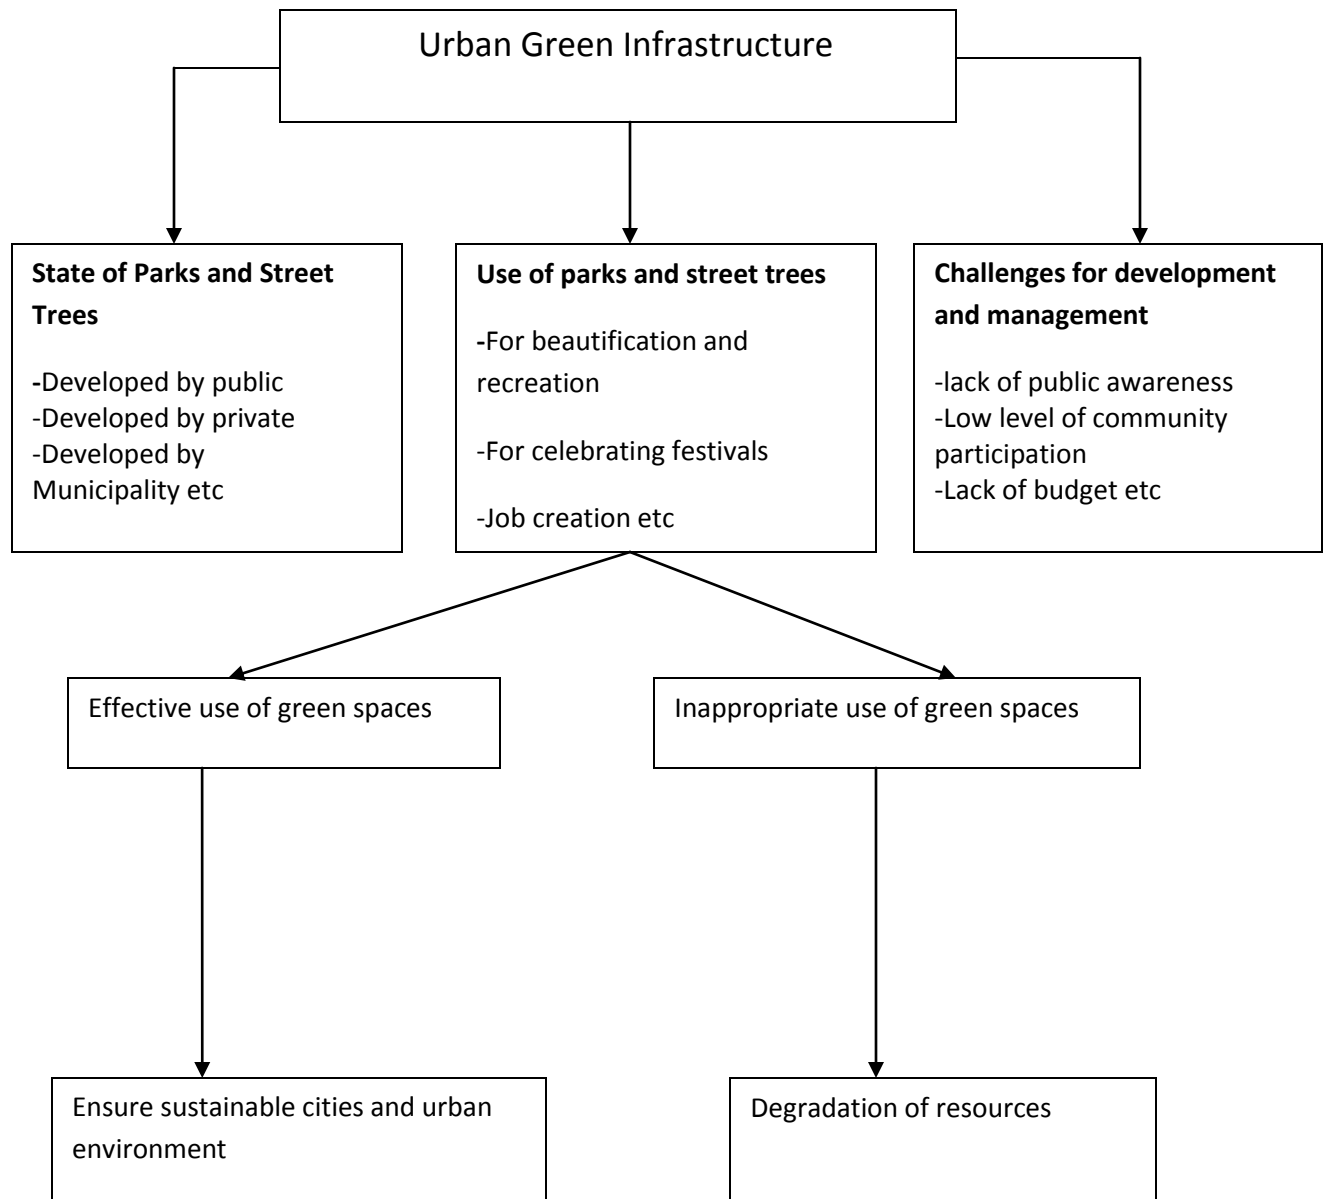 Urban Green Infrastructure
State of Parks and Street
Trees
-Developed by public
-Developed by private
-Developed by
Municipality etc
Use of parks and street trees
-For beautification and
recreation
-For celebrating festivals
-Job creation etc
Challenges for development
and management
-lack of public awareness
-Low level of community
participation
-Lack of budget etc
Effective use of green spaces
Inappropriate use of green spaces
Ensure sustainable cities and urban
environment
Degradation of resources